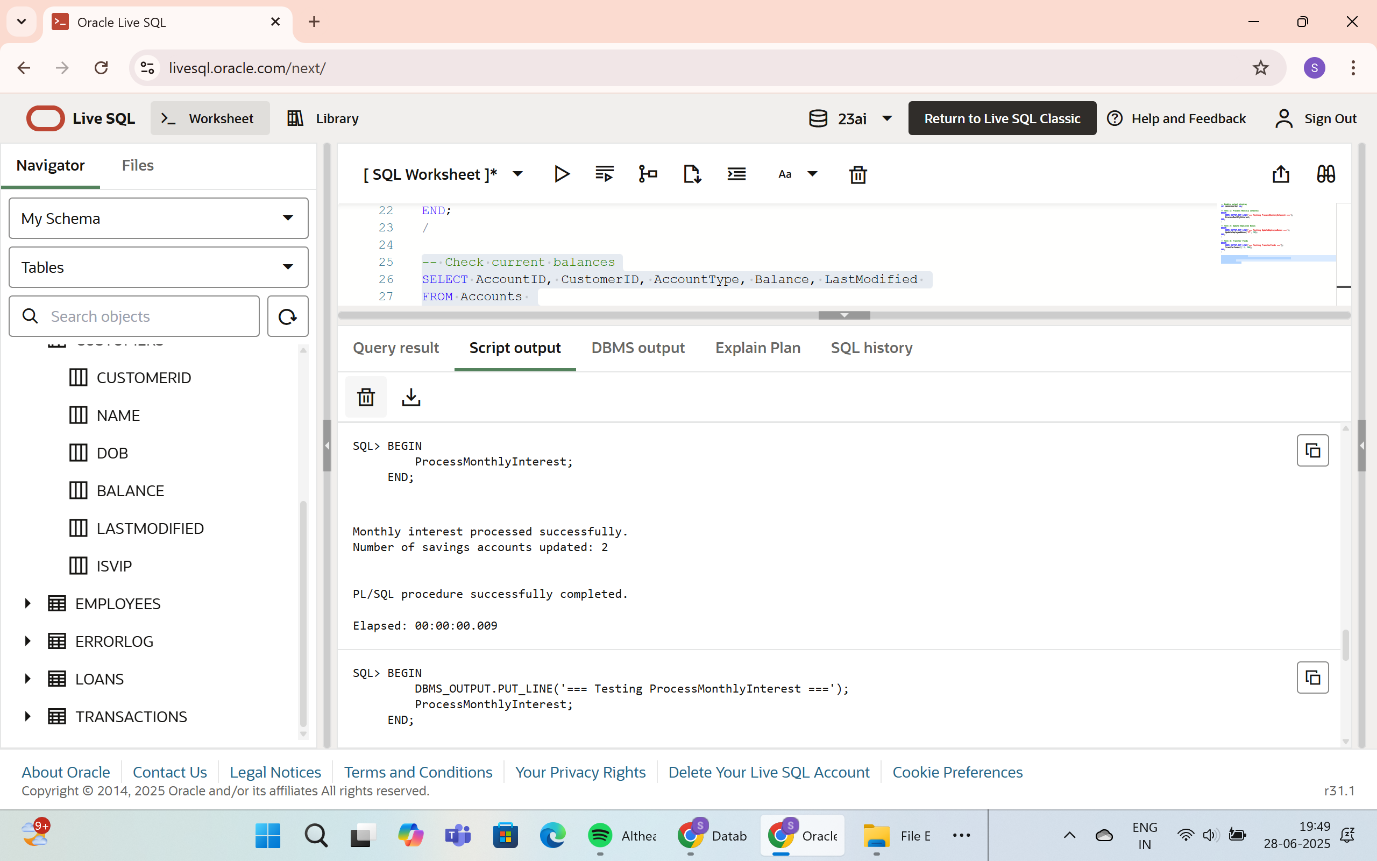 Oracle Live SQL
livesql.oracle.com/next/
S
Live SQL
Worksheet
Library
23ai
Return to Live SQL Classic
Help and Feedback
Sign Out
Navigator
Files
My Schema
Tables
Search objects
CUSTOMERS
CUSTOMERID
NAME
DOB
BALANCE
LASTMODIFIED
ISVIP
EMPLOYEES
ERRORLOG
LOANS
TRANSACTIONS
[ SQL Worksheet ]*
Aa
22 END;
23 /
24
25 -- Check current balances
26 SELECT AccountID, CustomerID, AccountType, Balance, LastModified
27 FROM Accounts
Query result
Script output
DBMS output
Explain Plan
SQL history
SQL> BEGIN
ProcessMonthlyInterest;
END;
Monthly interest processed successfully.
Number of savings accounts updated: 2
PL/SQL procedure successfully completed.
Elapsed: 00:00:00.009
SQL> BEGIN
DBMS_OUTPUT.PUT_LINE('=== Testing ProcessMonthlyInterest ===');
ProcessMonthlyInterest;
END;
About Oracle
Contact Us
Legal Notices
Terms and Conditions
Your Privacy Rights
Delete Your Live SQL Account
Cookie Preferences
Copyright © 2014, 2025 Oracle and/or its affiliates All rights reserved.
r31.1
9+
Althea
S
Datab
S
Oracle
File E
ENG
IN
19:49
28-06-2025